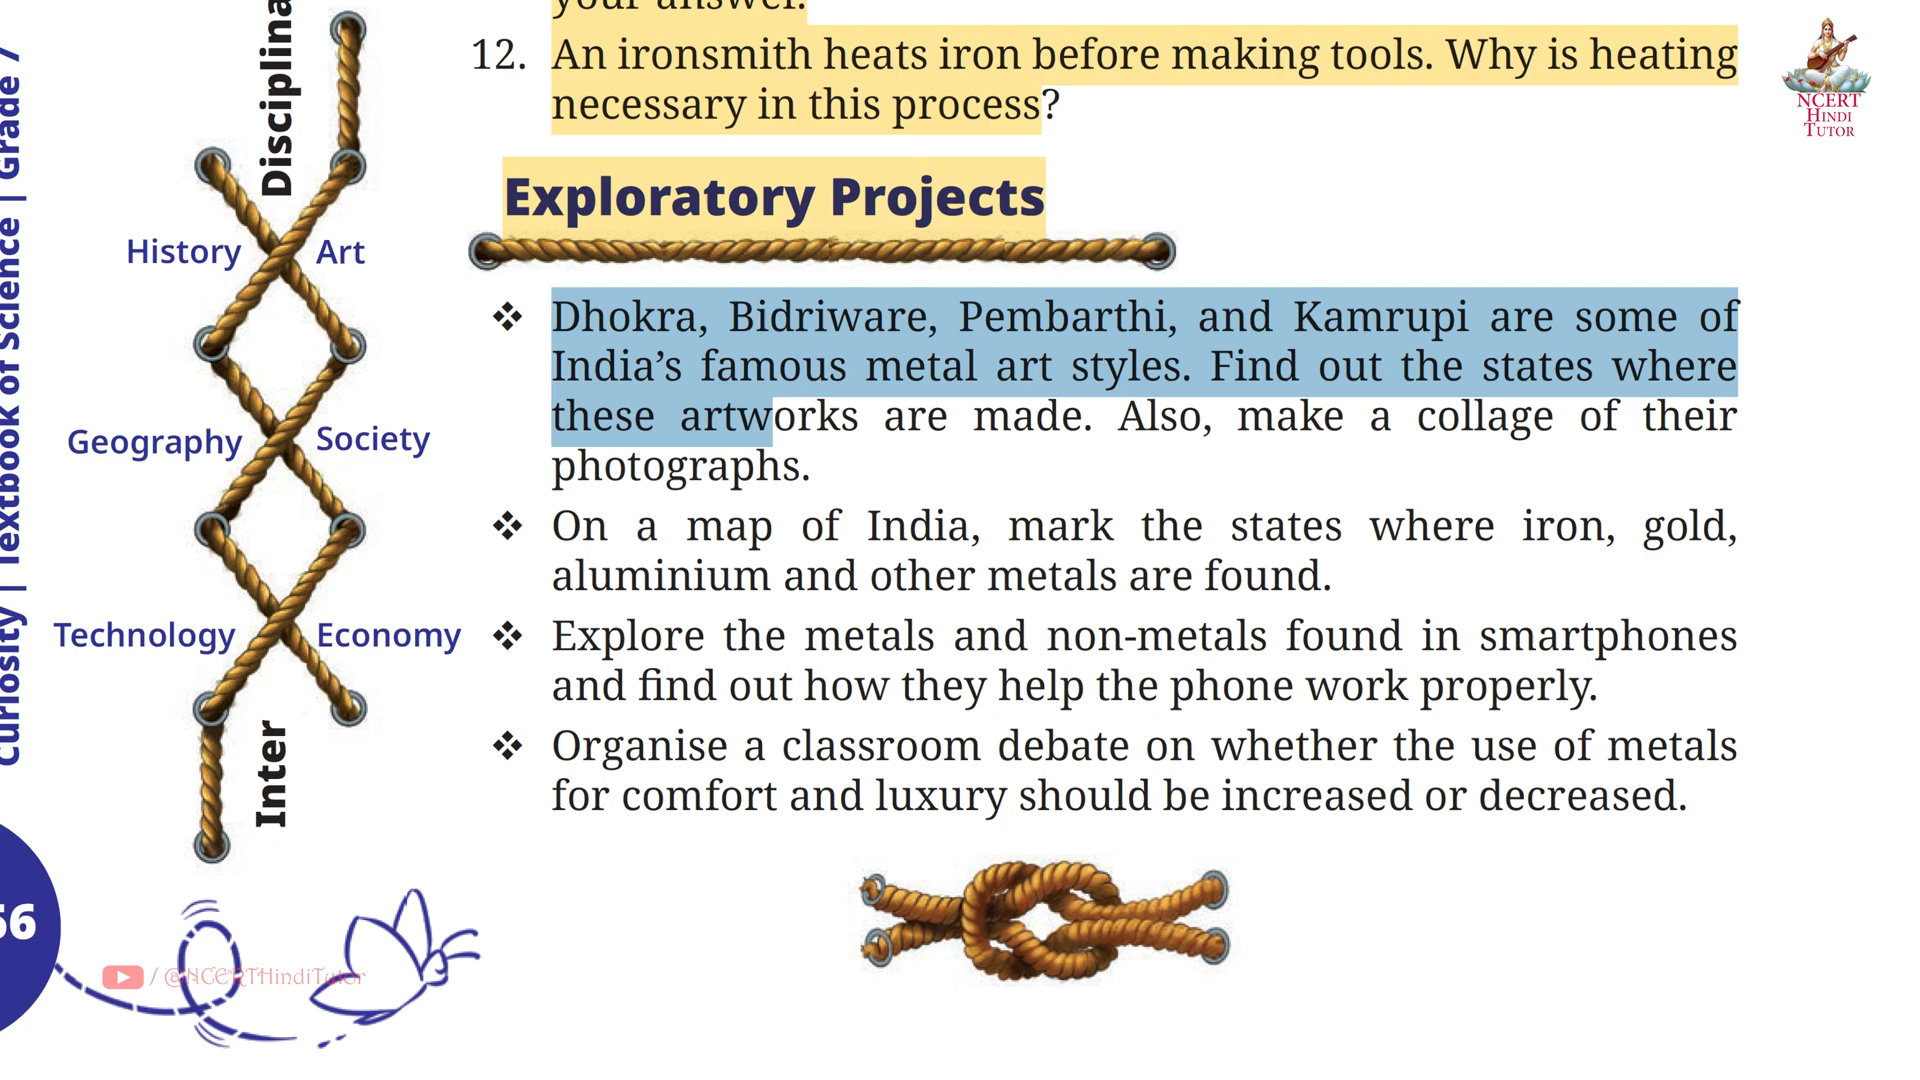 your answer.
12. An ironsmith heats iron before making tools. Why is heating
necessary in this process?
Exploratory Projects
❖ Dhokra, Bidriware, Pembarthi, and Kamrupi are some of
India’s famous metal art styles. Find out the states where
these artworks are made. Also, make a collage of their
photographs.
❖ On a map of India, mark the states where iron, gold,
aluminium and other metals are found.
❖ Explore the metals and non-metals found in smartphones
and find out how they help the phone work properly.
❖ Organise a classroom debate on whether the use of metals
for comfort and luxury should be increased or decreased.
Disciplina
History
Art
Geography
Society
Technology
Economy
Inter
Curiosity | Textbook of Science | Grade 7
56
/ @NCERTHindiTutor
NCERT
HINDI
TUTOR